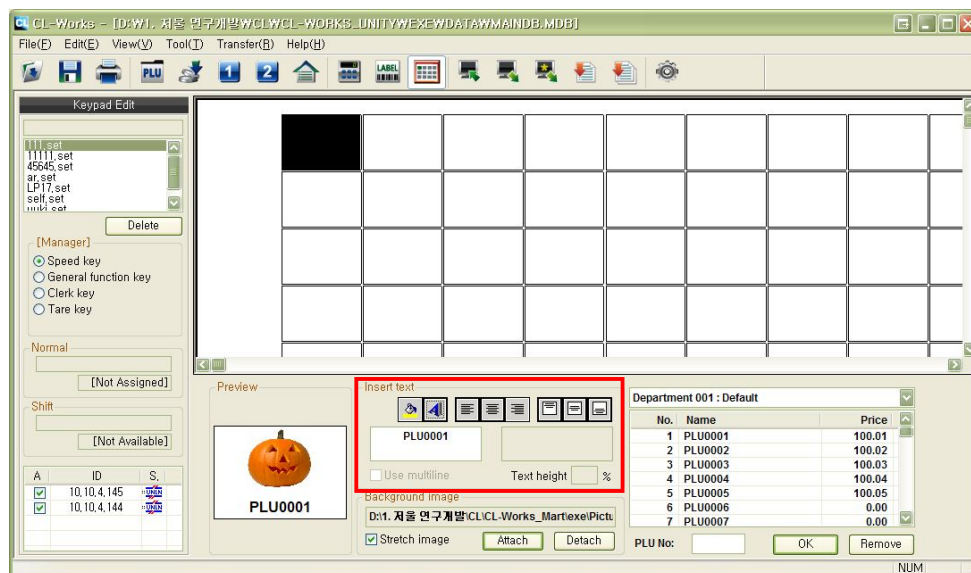 CL-Works - [D:₩1. 저울 연구개발₩CL₩CL-WORKS_UNITY₩EXE₩DATA₩MAINDB.MDB]
File(F) Edit(E) View(V) Tool(T) Transfer(R) Help(H)
PLU 1 2 LABEL
Keypad Edit
111.set
11111.set
45645.set
ar.set
LP17.set
self.set
Delete
[Manager]
Speed key
General function key
Clerk key
Tare key
Normal
[Not Assigned]
Shift
[Not Available]
A ID S.
10.10.4.145
10.10.4.144
Preview
PLU0001
Insert text
A
PLU0001
Use multiline Text height %
Background Image
D:\1. 저울 연구개발\CL\CL-Works_Mart\exe\Pictu
Stretch image Attach Detach
Department 001 : Default
No. Name Price
1 PLU0001 100.01
2 PLU0002 100.02
3 PLU0003 100.03
4 PLU0004 100.04
5 PLU0005 100.05
6 PLU0006 0.00
7 PLU0007 0.00
PLU No: OK Remove
NUM